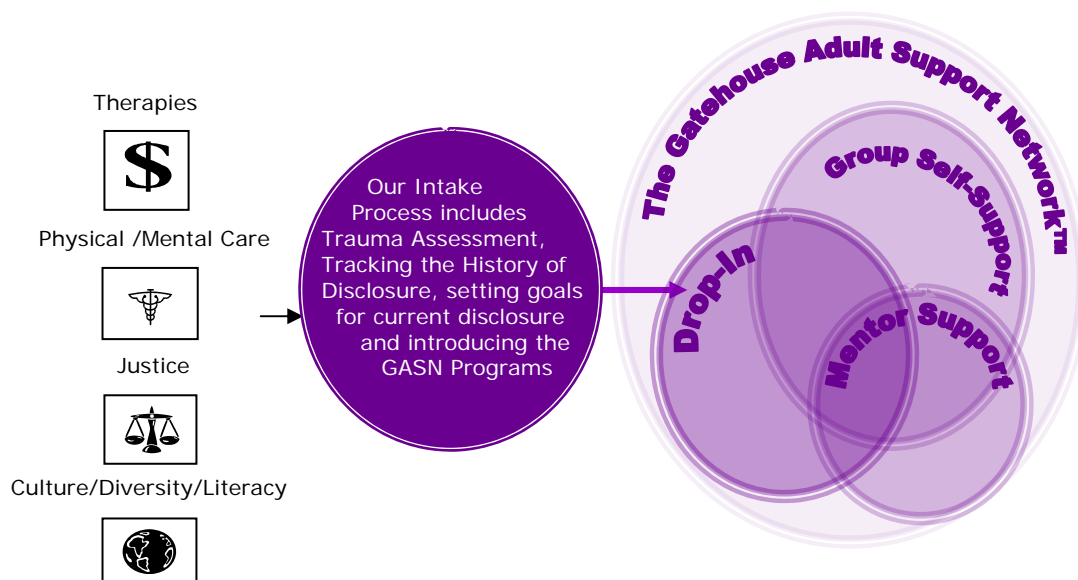 Therapies
$
Physical /Mental Care
Justice
Culture/Diversity/Literacy
Our Intake
Process includes
Trauma Assessment,
Tracking the History of
Disclosure, setting goals
for current disclosure
and introducing the
GASN Programs
The Gatehouse Adult Support Network™
Group Self-Support
Drop-In
Mentor Support